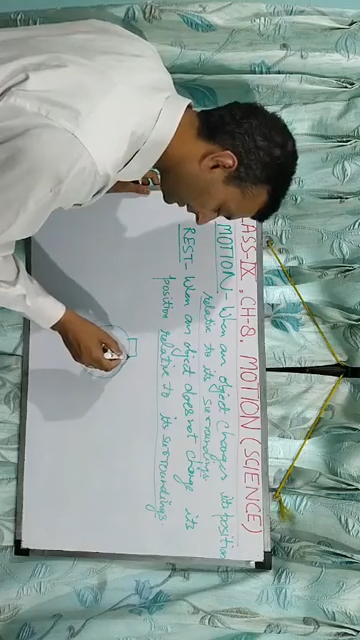 ASS-IX, CH-8. MOTION (SCIENCE)
MOTION - When an object changes its position
relative to its surroundings
REST - When an object does not change its
position relative to its surroundings.